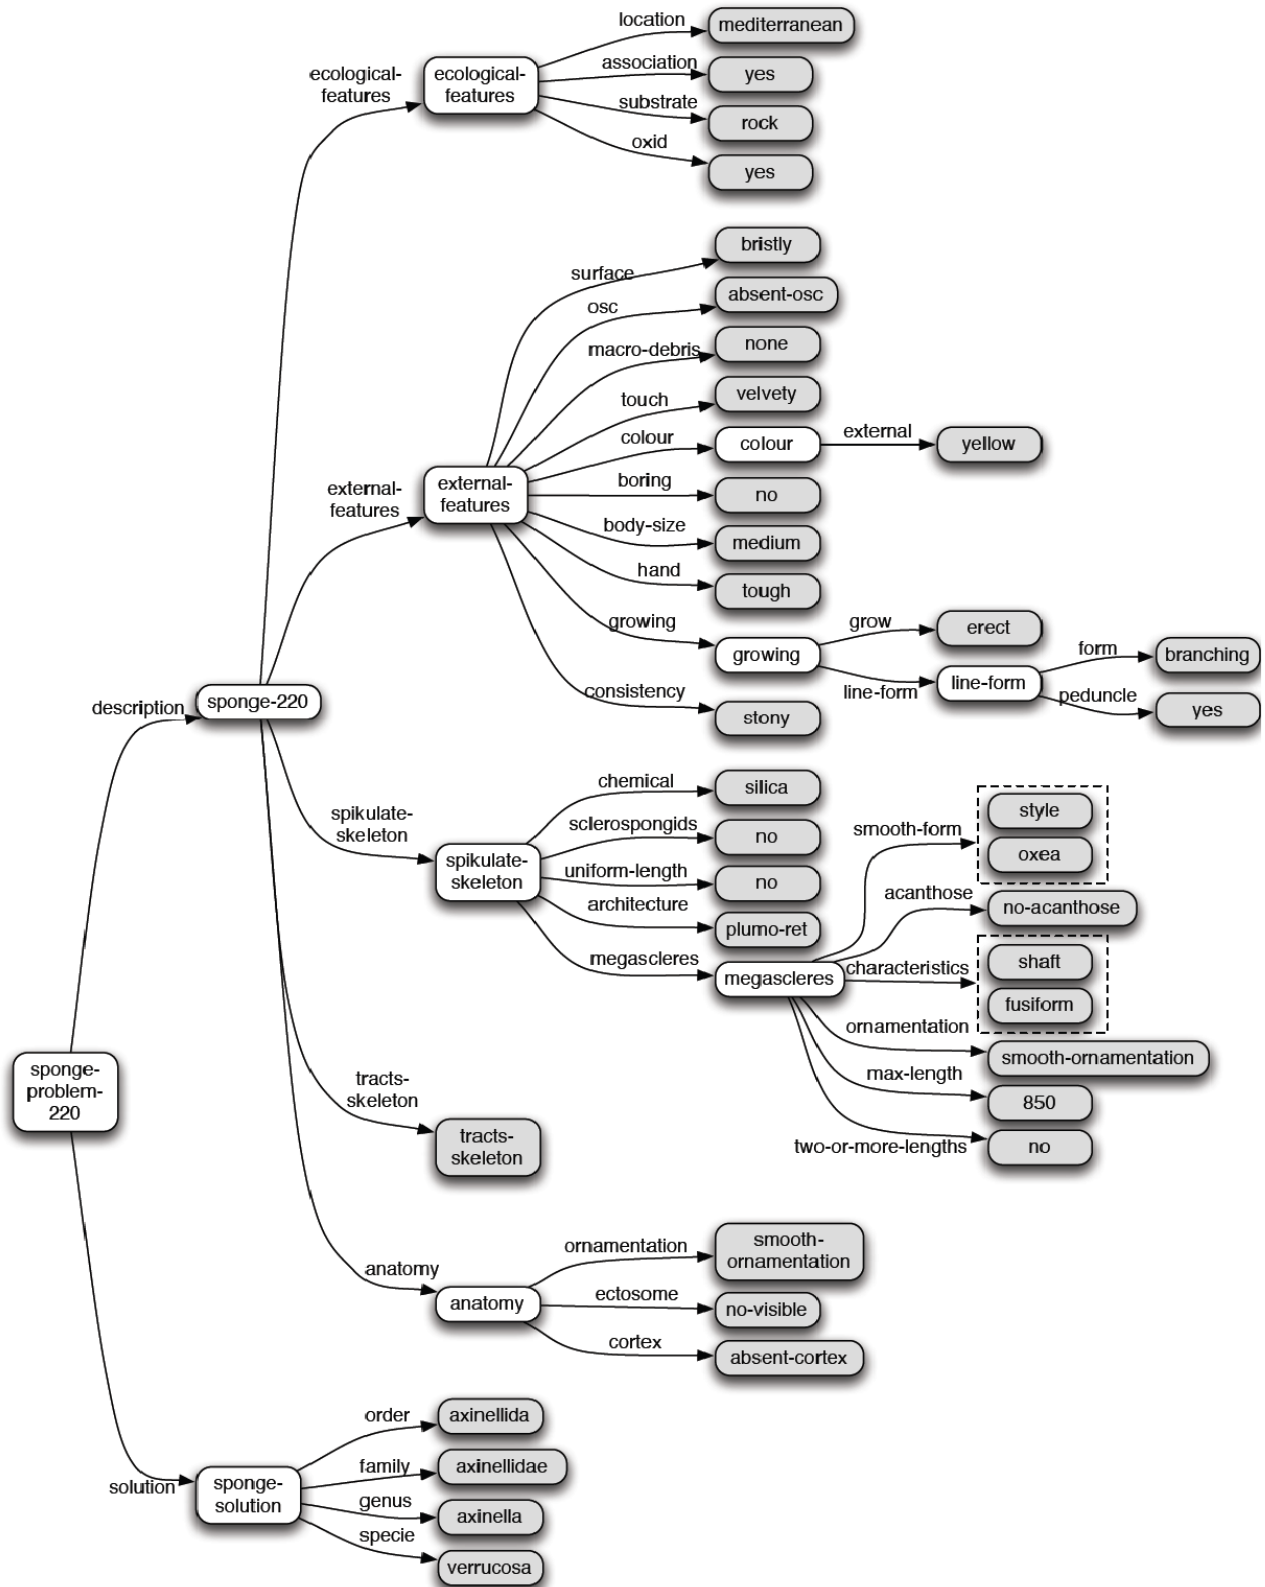 location
mediterranean
ecological-
features
ecological-
features
association
yes
substrate
rock
oxid
yes
surface
bristly
osc
absent-osc
macro-debris
none
touch
velvety
colour
colour
external
yellow
external-
features
external-
features
boring
no
body-size
medium
hand
tough
growing
growing
grow
erect
line-form
line-form
form
branching
peduncle
yes
consistency
stony
description
sponge-220
spikulate-
skeleton
spikulate-
skeleton
chemical
silica
sclerospongids
no
uniform-length
no
architecture
plumo-ret
megascleres
megascleres
smooth-form
style
oxea
acanthose
no-acanthose
characteristics
shaft
fusiform
ornamentation
smooth-ornamentation
max-length
850
two-or-more-lengths
no
sponge-
problem-
220
tracts-
skeleton
tracts-
skeleton
anatomy
anatomy
ornamentation
smooth-
ornamentation
ectosome
no-visible
cortex
absent-cortex
solution
sponge-
solution
order
axinellida
family
axinellidae
genus
axinella
specie
verrucosa